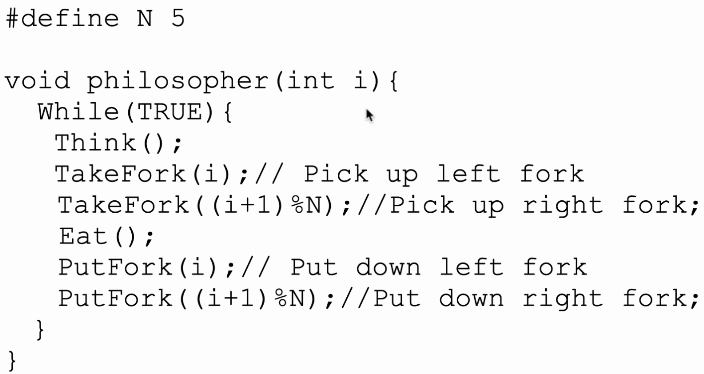 #define N 5
void philosopher(int i){
While(TRUE){
Think();
TakeFork(i);// Pick up left fork
TakeFork((i+1)%N);//Pick up right fork;
Eat();
PutFork(i);// Put down left fork
PutFork((i+1)%N);//Put down right fork;
}
}